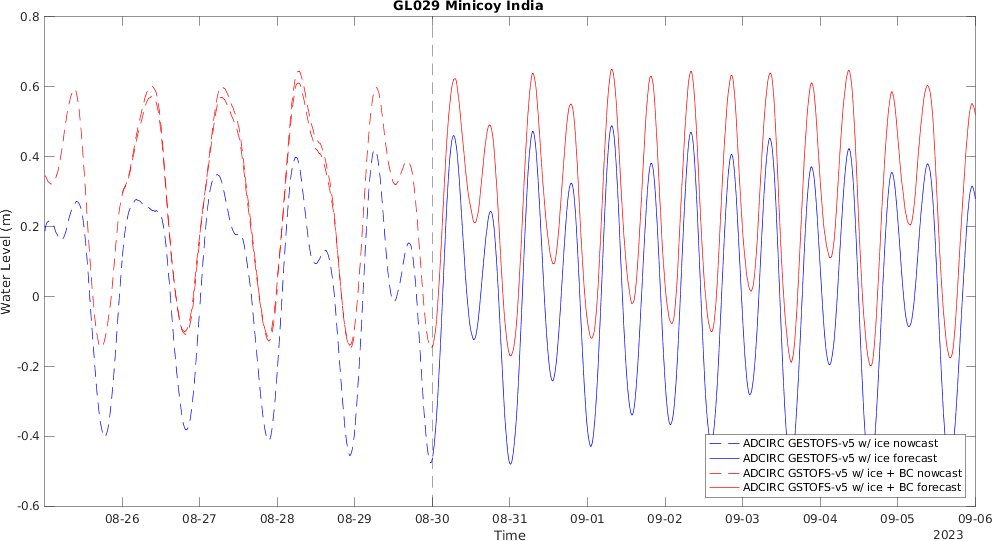 GL029 Minicoy India
Water Level (m)
0.8
0.6
0.4
0.2
0
-0.2
-0.4
-0.6
ADCIRC GESTOFS-v5 w/ ice nowcast
ADCIRC GESTOFS-v5 w/ ice forecast
ADCIRC GSTOFS-v5 w/ ice + BC nowcast
ADCIRC GSTOFS-v5 w/ ice + BC forecast
08-26 08-27 08-28 08-29 08-30 08-31 09-01 09-02 09-03 09-04 09-05 09-06
Time
2023